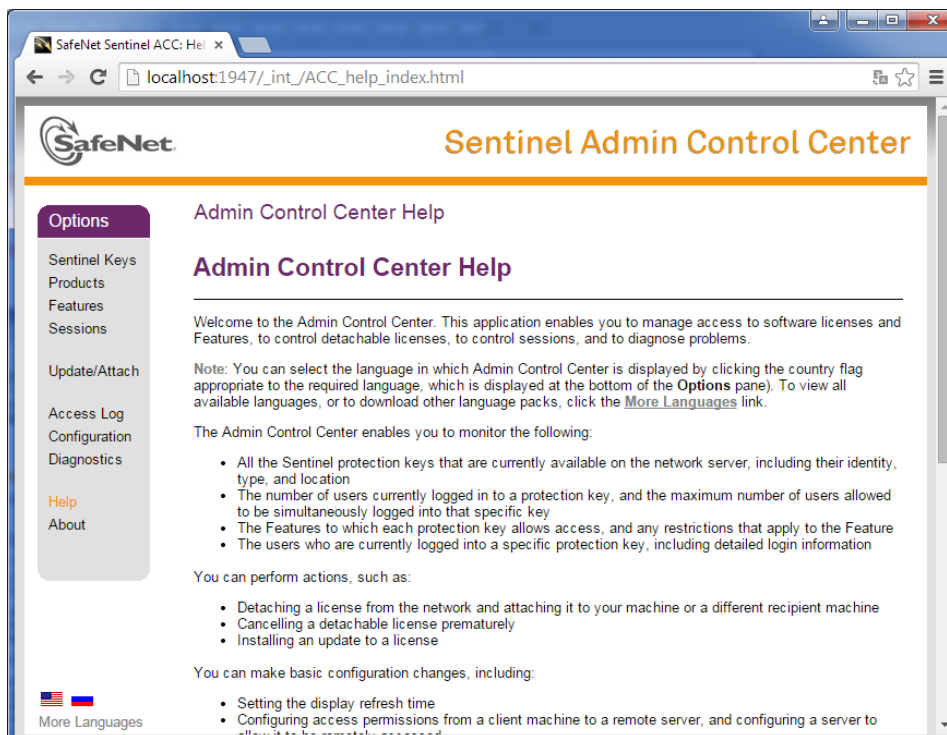 SafeNet Sentinel ACC: Hel
localhost:1947/_int_/ACC_help_index.html
SafeNet.
Sentinel Admin Control Center
Options
Sentinel Keys
Products
Features
Sessions
Update/Attach
Access Log
Configuration
Diagnostics
Help
About
More Languages
Admin Control Center Help
Admin Control Center Help
Welcome to the Admin Control Center. This application enables you to manage access to software licenses and
Features, to control detachable licenses, to control sessions, and to diagnose problems.
Note: You can select the language in which Admin Control Center is displayed by clicking the country flag
appropriate to the required language, which is displayed at the bottom of the Options pane). To view all
available languages, or to download other language packs, click the More Languages link.
The Admin Control Center enables you to monitor the following:
• All the Sentinel protection keys that are currently available on the network server, including their identity,
type, and location
• The number of users currently logged in to a protection key, and the maximum number of users allowed
to be simultaneously logged into that specific key
• The Features to which each protection key allows access, and any restrictions that apply to the Feature
• The users who are currently logged into a specific protection key, including detailed login information
You can perform actions, such as:
• Detaching a license from the network and attaching it to your machine or a different recipient machine
• Cancelling a detachable license prematurely
• Installing an update to a license
You can make basic configuration changes, including:
• Setting the display refresh time
• Configuring access permissions from a client machine to a remote server, and configuring a server to